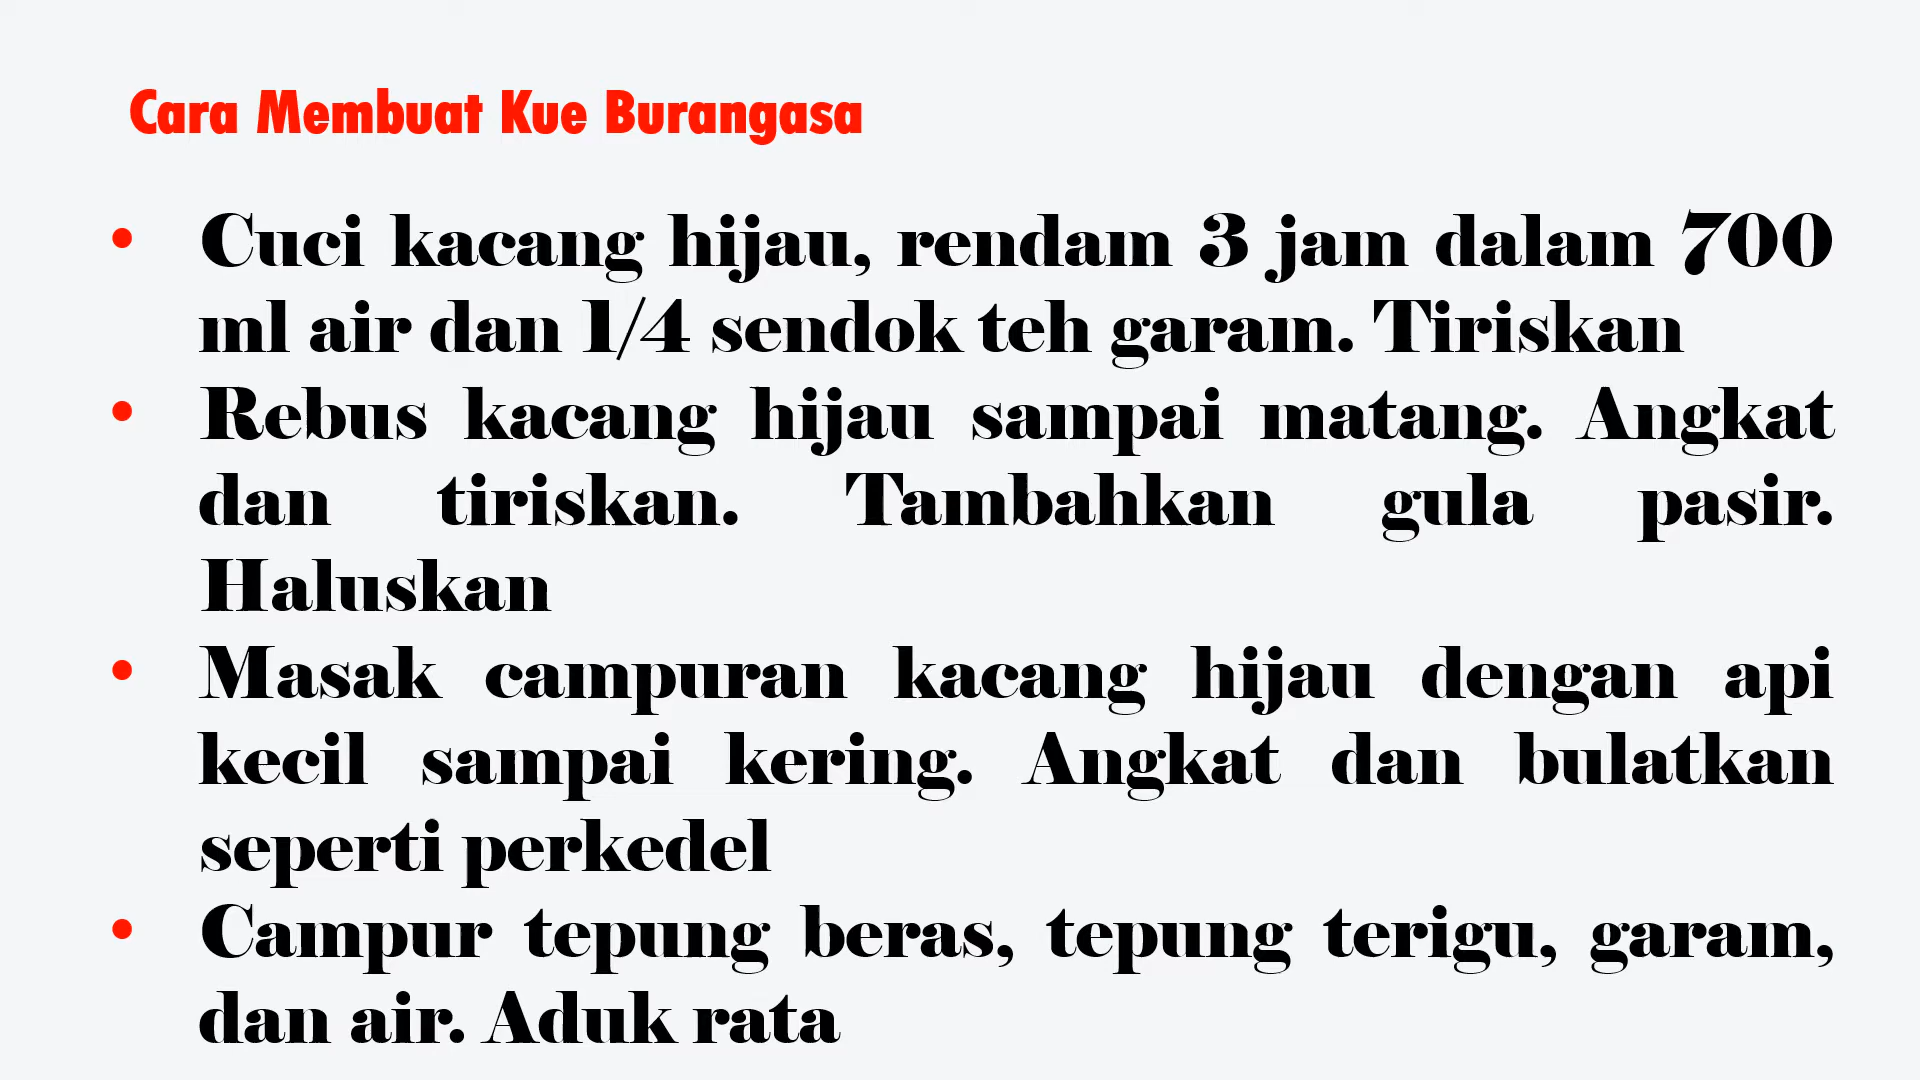 Cara Membuat Kue Burangasa
• Cuci kacang hijau, rendam 3 jam dalam 700
ml air dan 1/4 sendok teh garam. Tiriskan
• Rebus kacang hijau sampai matang. Angkat
dan tiriskan. Tambahkan gula pasir.
Haluskan
• Masak campuran kacang hijau dengan api
kecil sampai kering. Angkat dan bulatkan
seperti perkedel
• Campur tepung beras, tepung terigu, garam,
dan air. Aduk rata